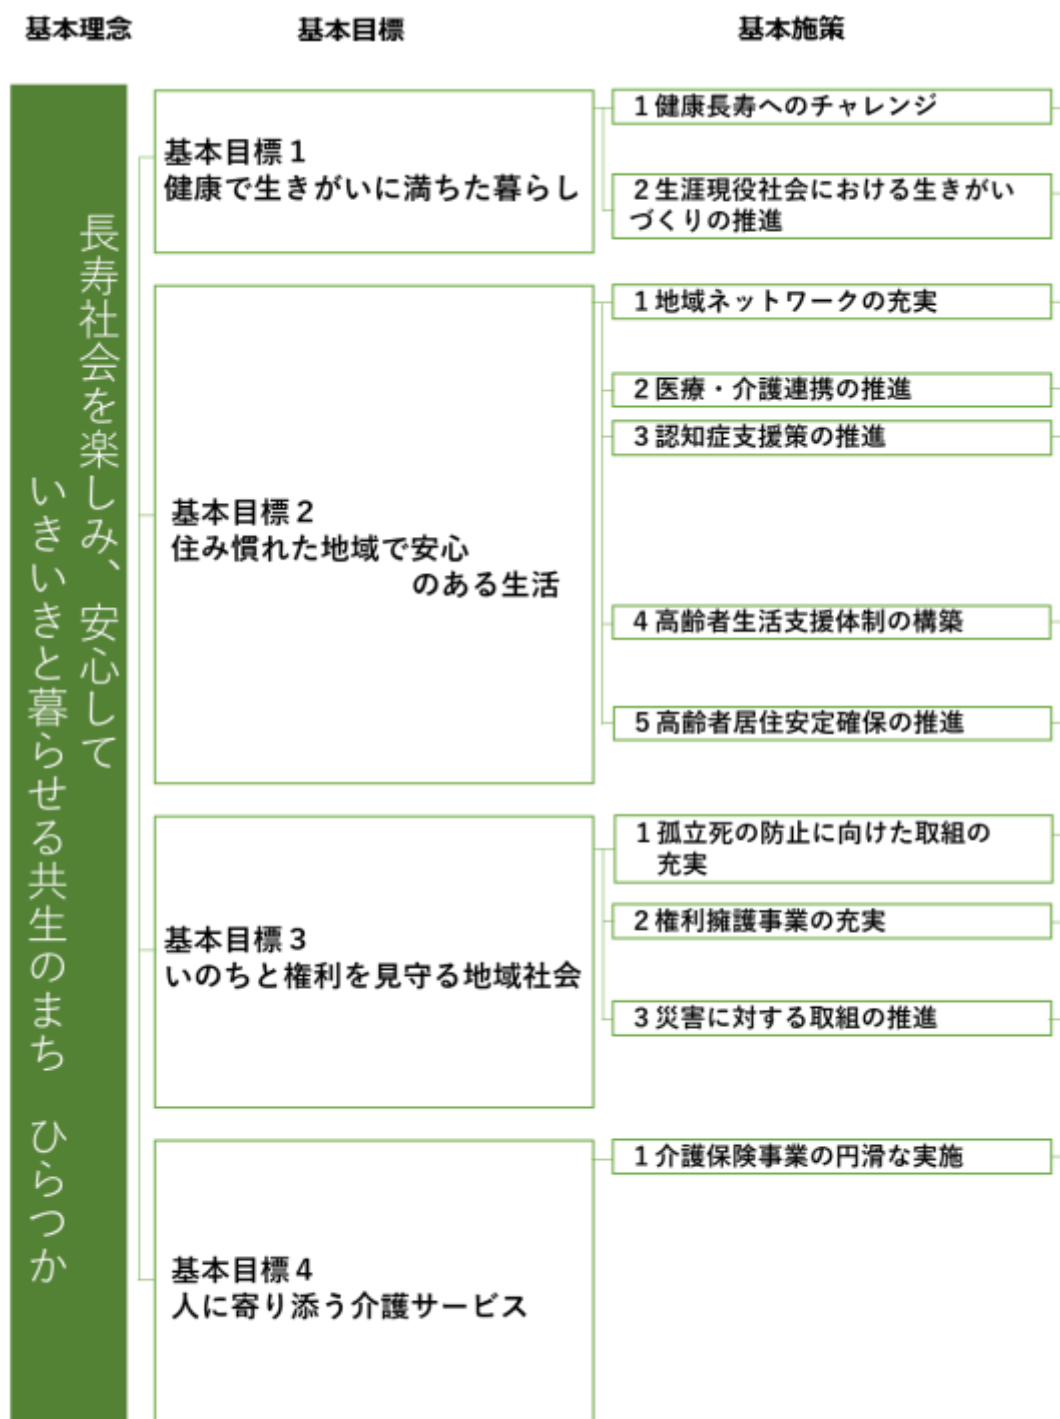 基本理念
基本目標
基本施策
長寿社会を楽しみ、安心して
いきいきと暮らせる共生のまち　ひらつか
基本目標１
健康で生きがいに満ちた暮らし
１健康長寿へのチャレンジ
２生涯現役社会における生きがい
づくりの推進
基本目標２
住み慣れた地域で安心
のある生活
１地域ネットワークの充実
２医療・介護連携の推進
３認知症支援策の推進
４高齢者生活支援体制の構築
５高齢者居住安定確保の推進
基本目標３
いのちと権利を見守る地域社会
１孤立死の防止に向けた取組の
充実
２権利擁護事業の充実
３災害に対する取組の推進
基本目標４
人に寄り添う介護サービス
１介護保険事業の円滑な実施